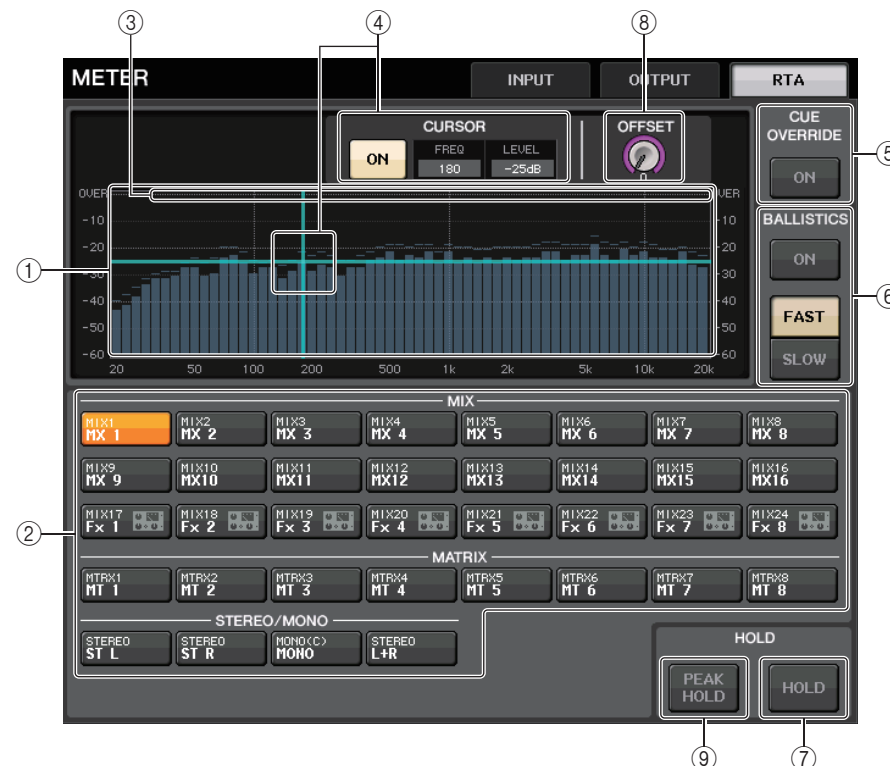 ③ ④ ⑧
METER INPUT OUTPUT RTA
CURSOR OFFSET CUE OVERRIDE
ON FREQ LEVEL
180 -25dB 0 ON
⑤
OVER VER
-10 -10
-20 -20
-30 -30
-40 -40
-50 -50
-60 -60
20 50 100 200 500 1k 2k 5k 10k 20k
①
BALLISTICS
ON
⑥
FAST
SLOW
MIX
MIX1 MIX2 MIX3 MIX4 MIX5 MIX6 MIX7 MIX8
MX 1 MX 2 MX 3 MX 4 MX 5 MX 6 MX 7 MX 8
MIX9 MIX10 MIX11 MIX12 MIX13 MIX14 MIX15 MIX16
MX 9 MX10 MX11 MX12 MX13 MX14 MX15 MX16
②
MIX17 MIX18 MIX19 MIX20 MIX21 MIX22 MIX23 MIX24
Fx 1 Fx 2 Fx 3 Fx 4 Fx 5 Fx 6 Fx 7 Fx 8
MATRIX
MTRX1 MTRX2 MTRX3 MTRX4 MTRX5 MTRX6 MTRX7 MTRX8
MT 1 MT 2 MT 3 MT 4 MT 5 MT 6 MT 7 MT 8
STEREO/MONO
STEREO STEREO MONO(C) STEREO
ST L ST R MONO L+R
HOLD
PEAK HOLD HOLD
⑨ ⑦